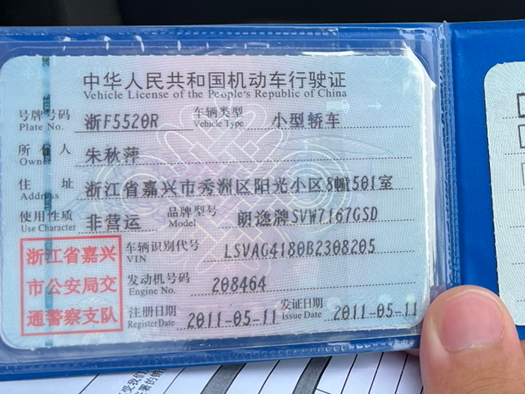 中华人民共和国机动车行驶证
Vehicle License of the People's Republic of China
号牌号码 浙F5520R 车辆类型 小型轿车
Plate No. Vehicle Type
所有人 朱秋萍
Owner
住址 浙江省嘉兴市秀洲区阳光小区8幢501室
Address
使用性质 非营运 品牌型号 朗逸牌SVW7167GSD
Use Character Model
浙江省嘉兴
市公安局交
通警察支队
车辆识别代号 LSVAG4180B2308205
VIN
发动机号码 208464
Engine No.
注册日期 2011-05-11 发证日期 2011-05-11
RegisterDate Issue Date